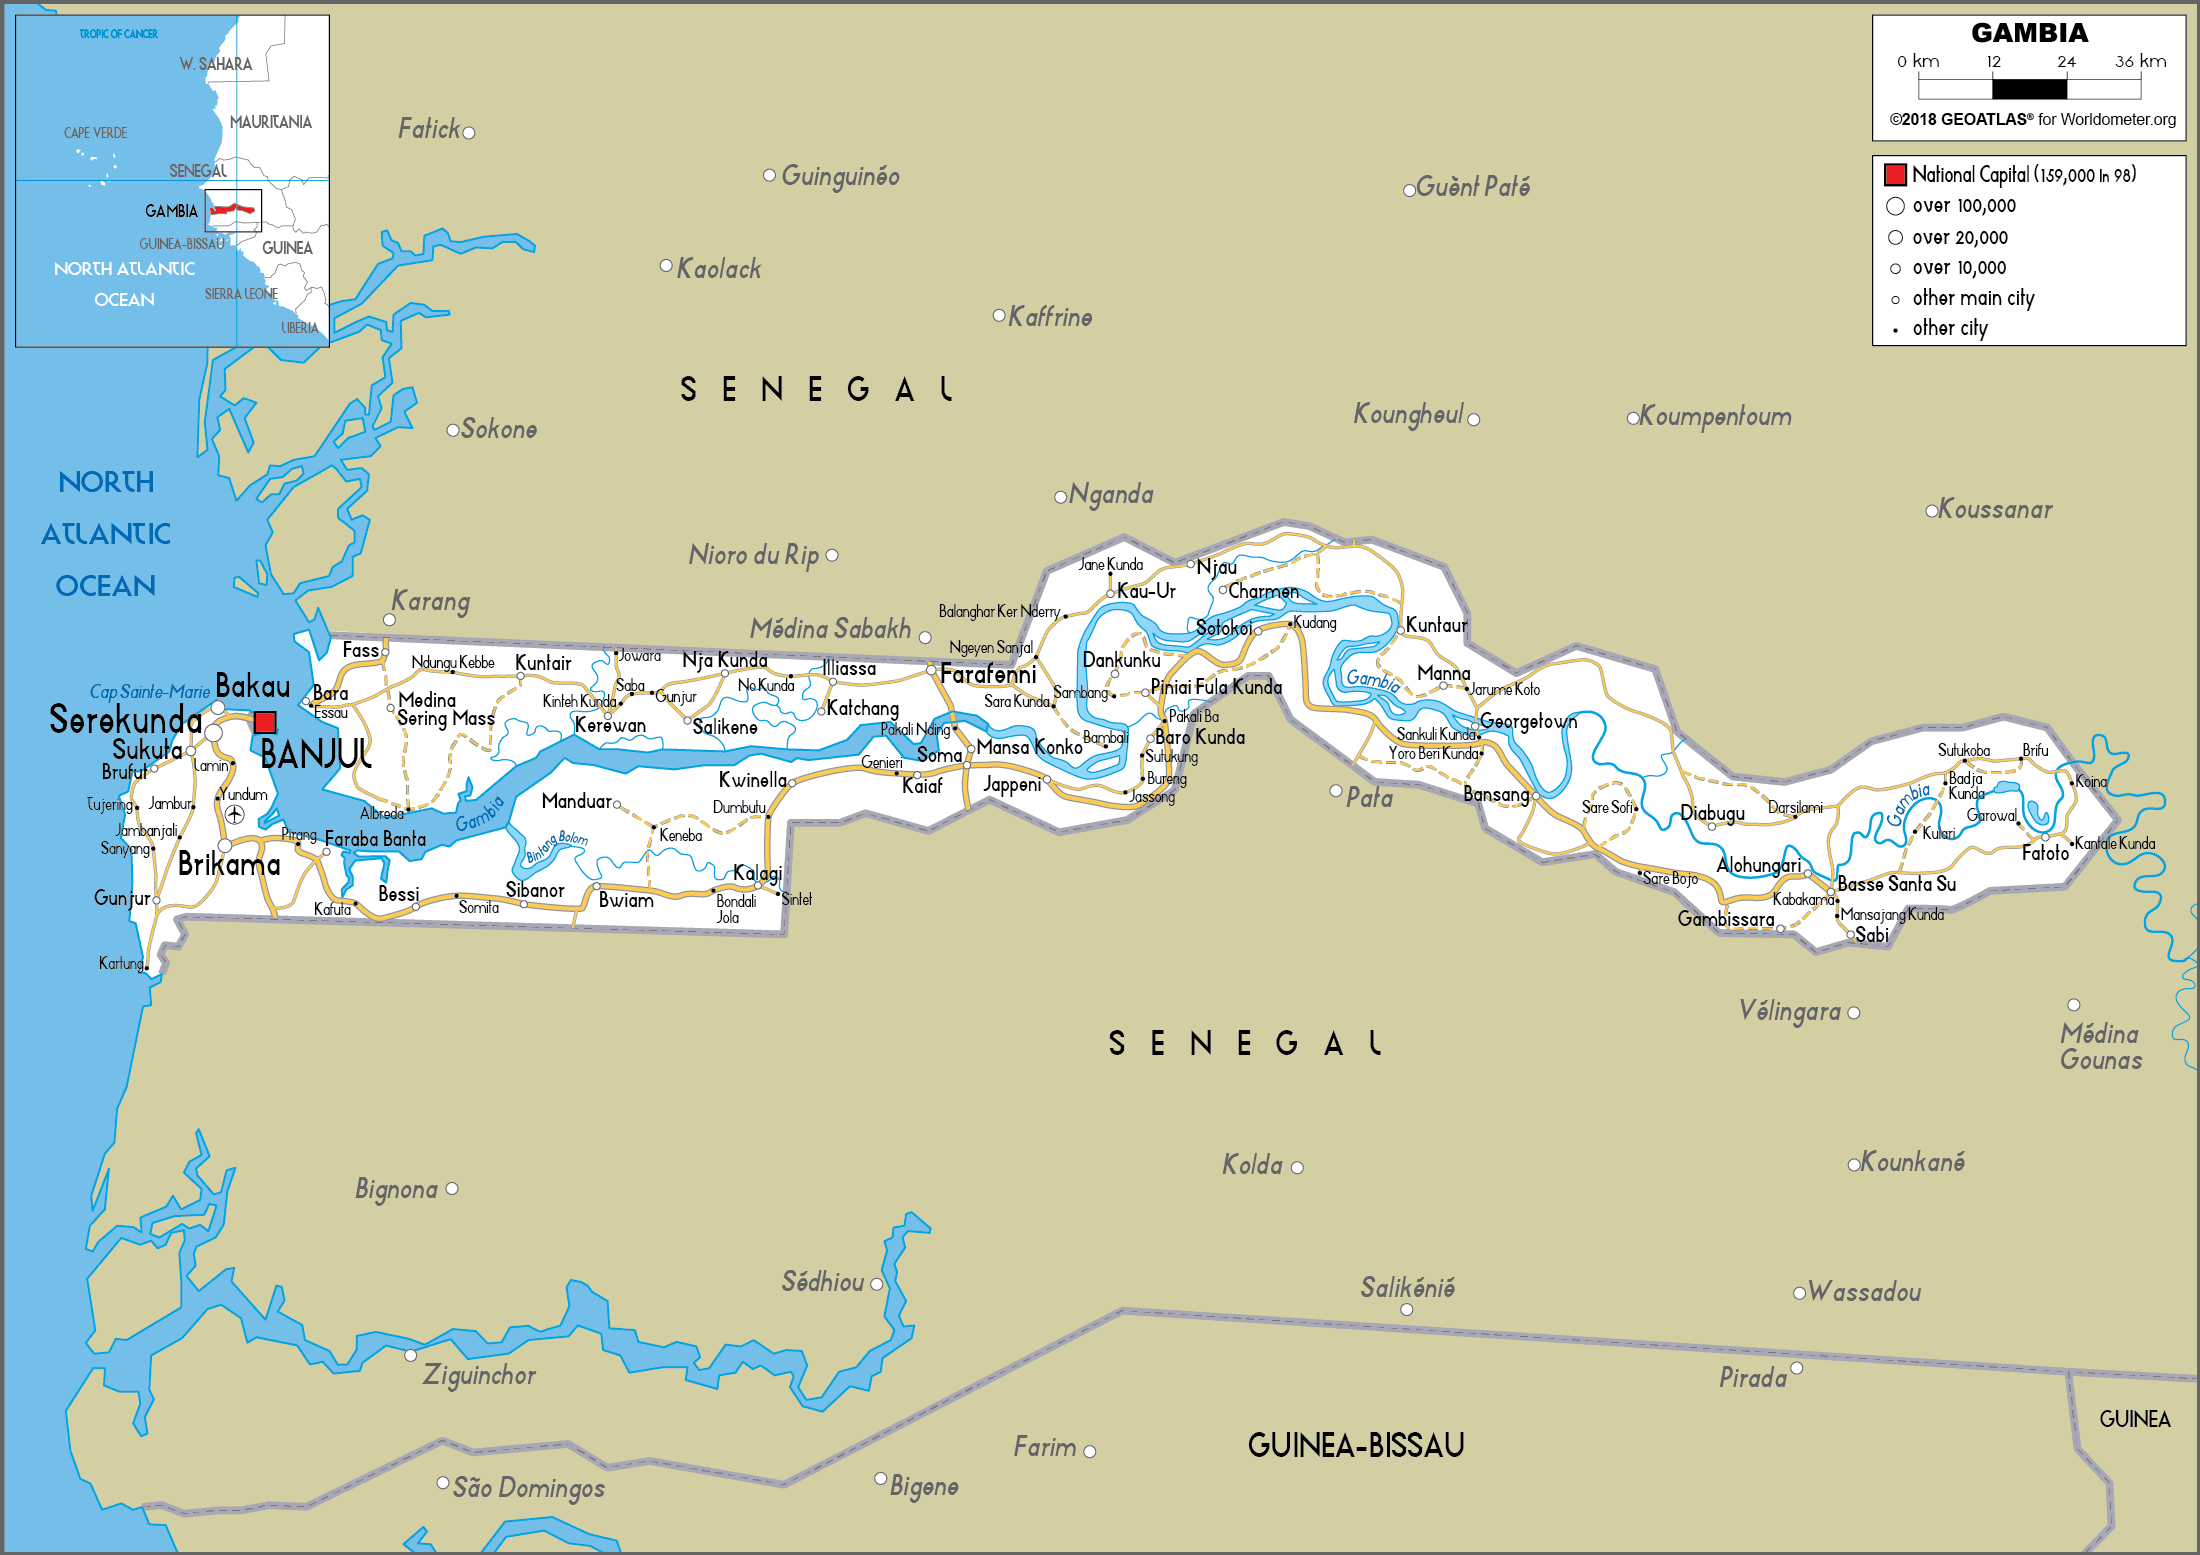 TROPIC OF CANCER
W. SAHARA
MAURITANIA
CAPE VERDE
SENEGAL
GAMBIA
GUINEA-BISSAU
GUINEA
NORTH ATLANTIC
OCEAN
SIERRA LEONE
LIBERIA
GAMBIA
0 km 12 24 36 km
©2018 GEOATLAS® for Worldometer.org
National Capital (159,000 in 98)
over 100,000
over 20,000
over 10,000
other main city
other city
Fatick
Guinguinéo
Guènt Paté
Kaolack
Kaffrine
SENEGAL
Koungheul
Koumpentoum
Sokone
NORTH
ATLANTIC
OCEAN
Nganda
Koussanar
Nioro du Rip
Karang
Médina Sabakh
Jane Kunda
Njau
Kau-Ur
Charmen
Balanghar Ker Nderry
Sotokoi
Kudang
Kuntaur
Fass
Ndungu Kebbe
Kuntair
Jowara
Nja Kunda
Illiassa
Ngeyen Sanjal
Farafenni
Dankunku
Manna
Gambia
Jarume Koto
Cap Sainte-Marie
Bakau
Bara
Essau
Medina
Sering Mass
Kinteh Kunda
Saba
Gunjur
No Kunda
Katchang
Sara Kunda
Sambang
Piniai Fula Kunda
Serekunda
BANJUL
Kerewan
Salikene
Pakali Nding
Pakali Ba
Georgetown
Sukuta
Brufut
Lamin
Soma
Mansa Konko
Bambali
Baro Kunda
Sankuli Kunda
Yoro Beri Kunda
Sutukoba
Brifu
Tujering
Jambur
Yundum
Kwinella
Genieri
Kaiaf
Jappeni
Sutukung
Bureng
Jassong
Pata
Bansang
Sare Sofi
Diabugu
Darsilami
Badja
Kunda
Koina
Gambia
Garowal
Albreda
Gambia
Manduar
Dumbutu
Jambanjali
Sanyang
Pirang
Faraba Banta
Keneba
Bintang Bolom
Kulari
Fatoto
Kantale Kunda
Brikama
Gunjur
Kafuta
Bessi
Somita
Sibanor
Bwiam
Kalagi
Bondali
Jola
Sintet
Sare Bojo
Alohungari
Basse Santa Su
Kabakama
Gambissara
Mansajang Kunda
Sabi
Kartung
SENEGAL
Vélingara
Médina
Gounas
Bignona
Kolda
Kounkané
Sédhiou
Salikénié
Wassadou
Ziguinchor
Pirada
GUINEA
Farim
GUINEA-BISSAU
São Domingos
Bigene